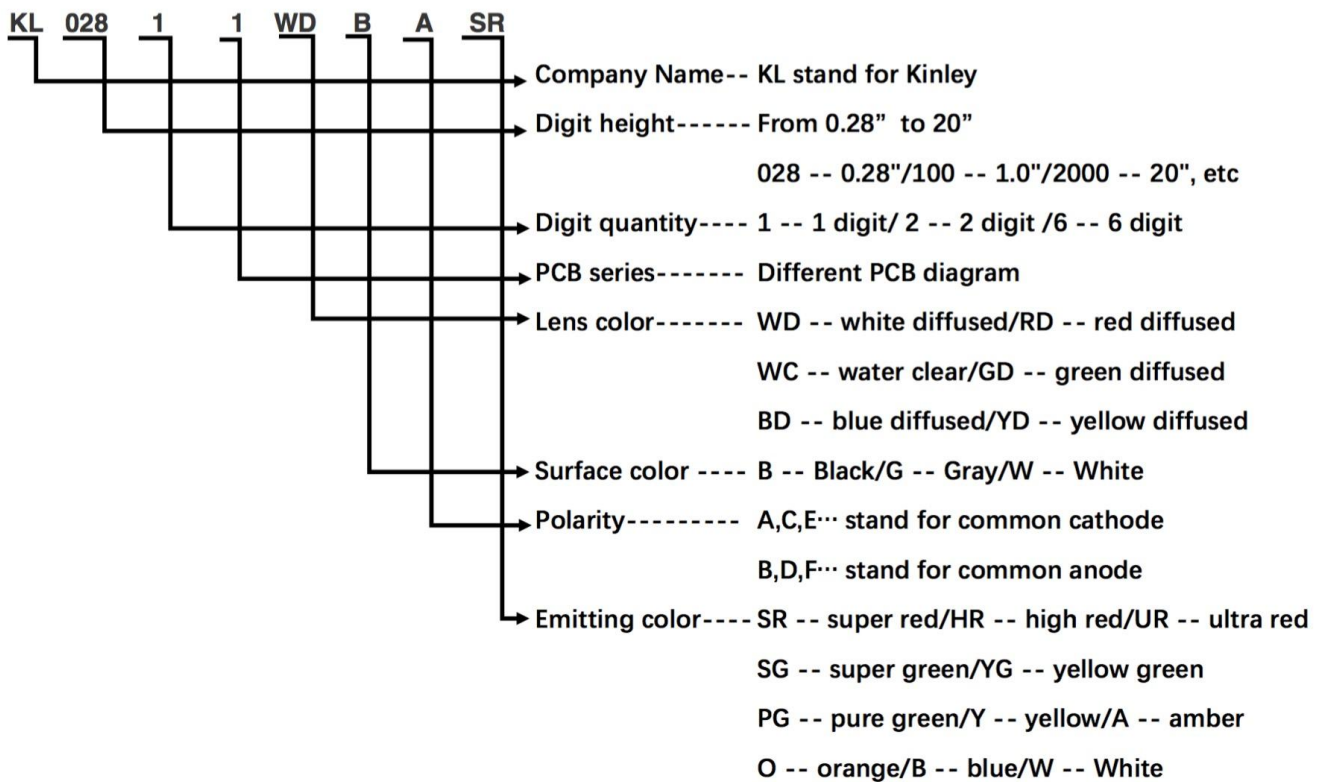 KL 028 1 1 WD B A SR
Company Name-- KL stand for Kinley
Digit height------ From 0.28” to 20”
028 -- 0.28"/100 -- 1.0"/2000 -- 20", etc
Digit quantity---- 1 -- 1 digit/ 2 -- 2 digit /6 -- 6 digit
PCB series------- Different PCB diagram
Lens color------- WD -- white diffused/RD -- red diffused
WC -- water clear/GD -- green diffused
BD -- blue diffused/YD -- yellow diffused
Surface color ---- B -- Black/G -- Gray/W -- White
Polarity--------- A,C,E··· stand for common cathode
B,D,F··· stand for common anode
Emitting color---- SR -- super red/HR -- high red/UR -- ultra red
SG -- super green/YG -- yellow green
PG -- pure green/Y -- yellow/A -- amber
O -- orange/B -- blue/W -- White